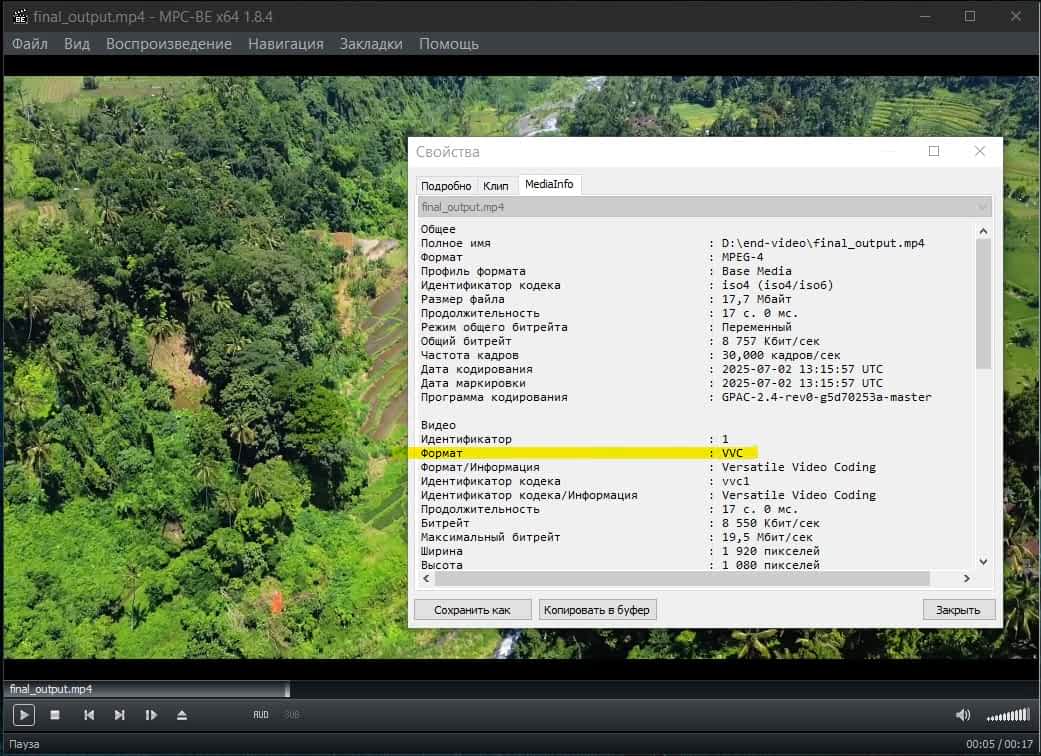 final_output.mp4 - MPC-BE x64 1.8.4
Файл Вид Воспроизведение Навигация Закладки Помощь
Свойства
Подробно Клип MediaInfo
final_output.mp4
Общее
Полное имя : D:\end-video\final_output.mp4
Формат : MPEG-4
Профиль формата : Base Media
Идентификатор кодека : iso4 (iso4/iso6)
Размер файла : 17,7 Мбайт
Продолжительность : 17 с. 0 мс.
Режим общего битрейта : Переменный
Общий битрейт : 8 757 Кбит/сек
Частота кадров : 30,000 кадров/сек
Дата кодирования : 2025-07-02 13:15:57 UTC
Дата маркировки : 2025-07-02 13:15:57 UTC
Программа кодирования : GPAC-2.4-rev0-g5d70253a-master
Видео
Идентификатор : 1
Формат : VVC
Формат/Информация : Versatile Video Coding
Идентификатор кодека : vvc1
Идентификатор кодека/Информация : Versatile Video Coding
Продолжительность : 17 с. 0 мс.
Битрейт : 8 550 Кбит/сек
Максимальный битрейт : 19,5 Мбит/сек
Ширина : 1 920 пикселей
Высота : 1 080 пикселей
Сохранить как Копировать в буфер Закрыть
final_output.mp4
AUD SUB
Пауза 00:05 / 00:17